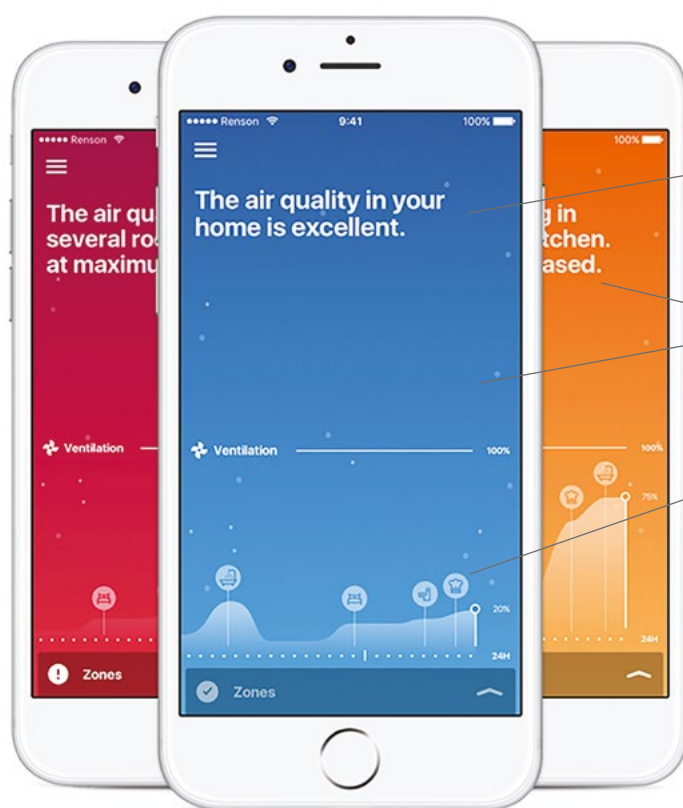 Renson
100%
The air qu
several ro
at maximu
Ventilation
Zones
Renson
9:41
100%
The air quality in your
home is excellent.
Ventilation
100%
20%
24H
Zones
100%
g in
tchen.
ased.
100%
75%
24H